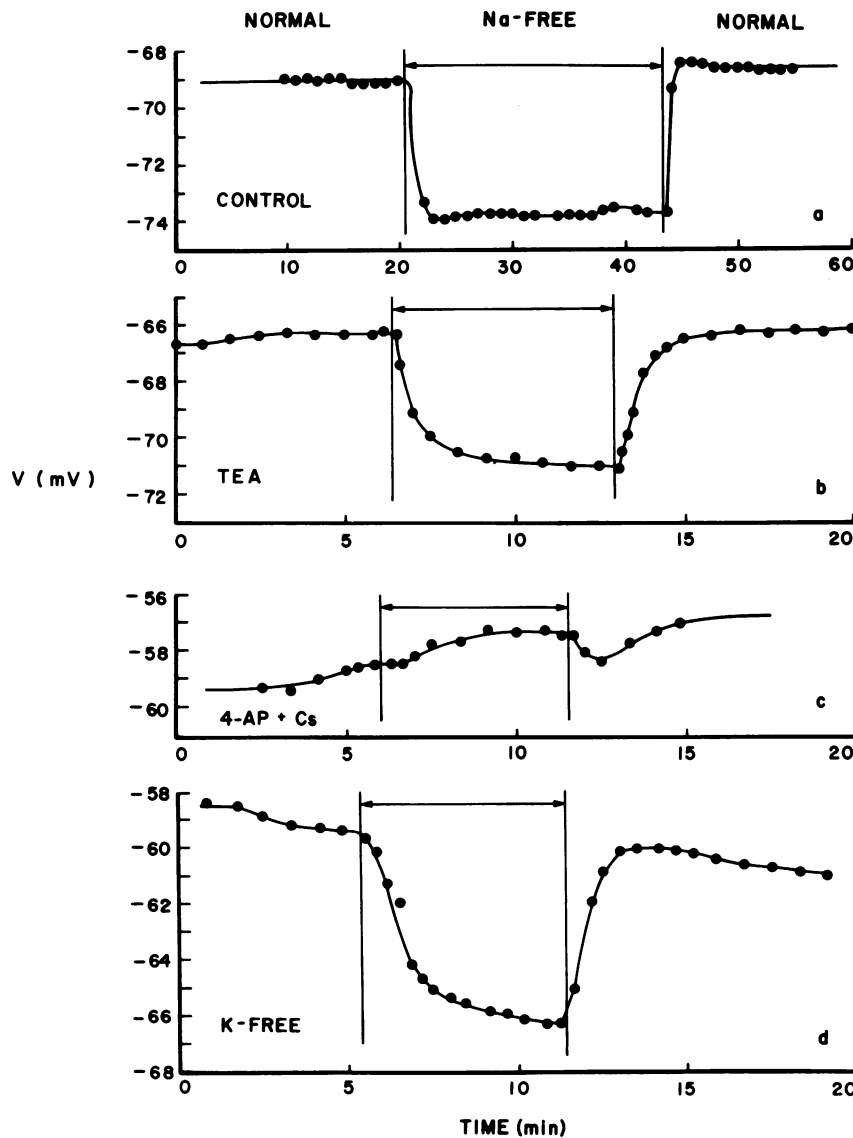 NORMAL Na-FREE NORMAL
-68
-70
-72
-74
CONTROL
a
0 10 20 30 40 50 60
-66
-68
-70
-72
TEA
b
0 5 10 15 20
V (mV)
-56
-58
-60
4-AP + Cs
c
0 5 10 15 20
-58
-60
-62
-64
-66
-68
K-FREE
d
0 5 10 15 20
TIME (min)